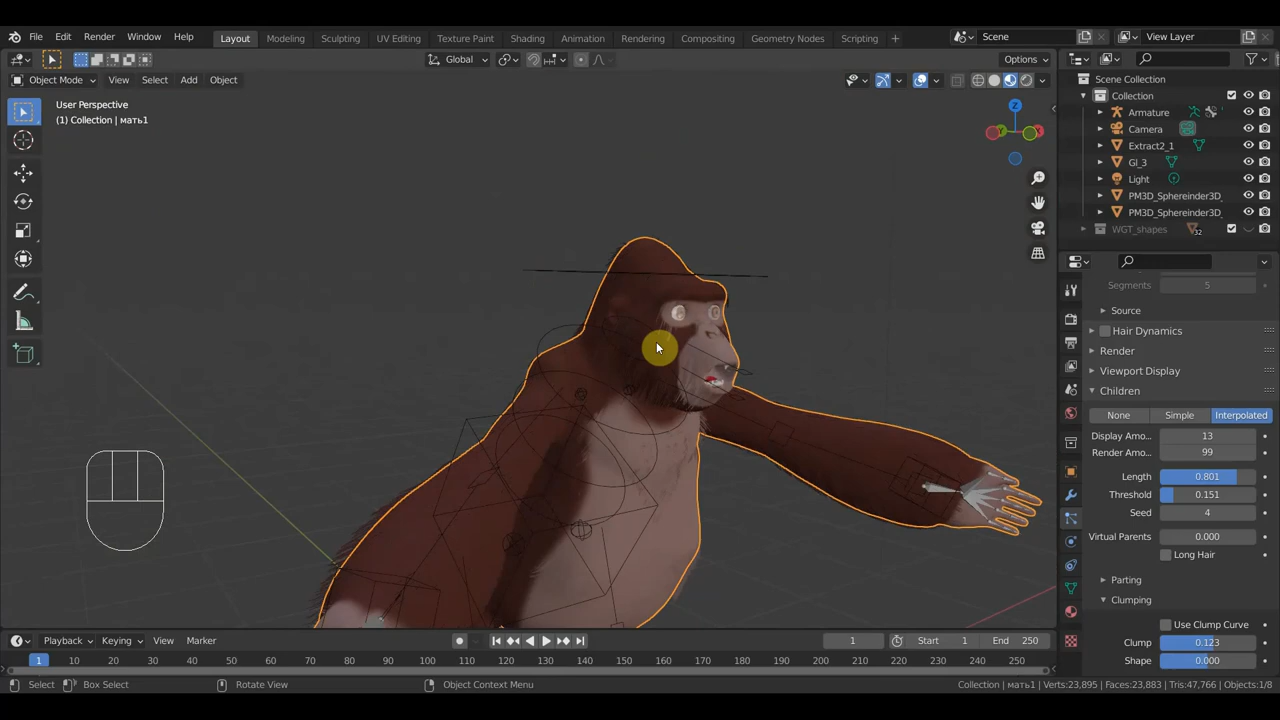 File Edit Render Window Help Layout Modeling Sculpting UV Editing Texture Paint Shading Animation Rendering Compositing Geometry Nodes Scripting + Scene View Layer
Global Options
Object Mode View Select Add Object
User Perspective
(1) Collection | мать1
Z
Scene Collection
Collection
Armature
Camera
Extract2_1
GI_3
Light
PM3D_Sphereinder3D_
PM3D_Sphereinder3D_
WGT_shapes 32
Segments 5
Source
Hair Dynamics
Render
Viewport Display
Children
None Simple Interpolated
Display Amo... 13
Render Amo... 99
Length 0.801
Threshold 0.151
Seed 4
Virtual Parents 0.000
Long Hair
Parting
Clumping
Use Clump Curve
Clump 0.123
Shape 0.000
Playback Keying View Marker 1 Start 1 End 250
1 10 20 30 40 50 60 70 80 90 100 110 120 130 140 150 160 170 180 190 200 210 220 230 240 250
Select Box Select Rotate View Object Context Menu Collection | мать1 | Verts:23,895 | Faces:23,883 | Tris:47,766 | Objects:1/8